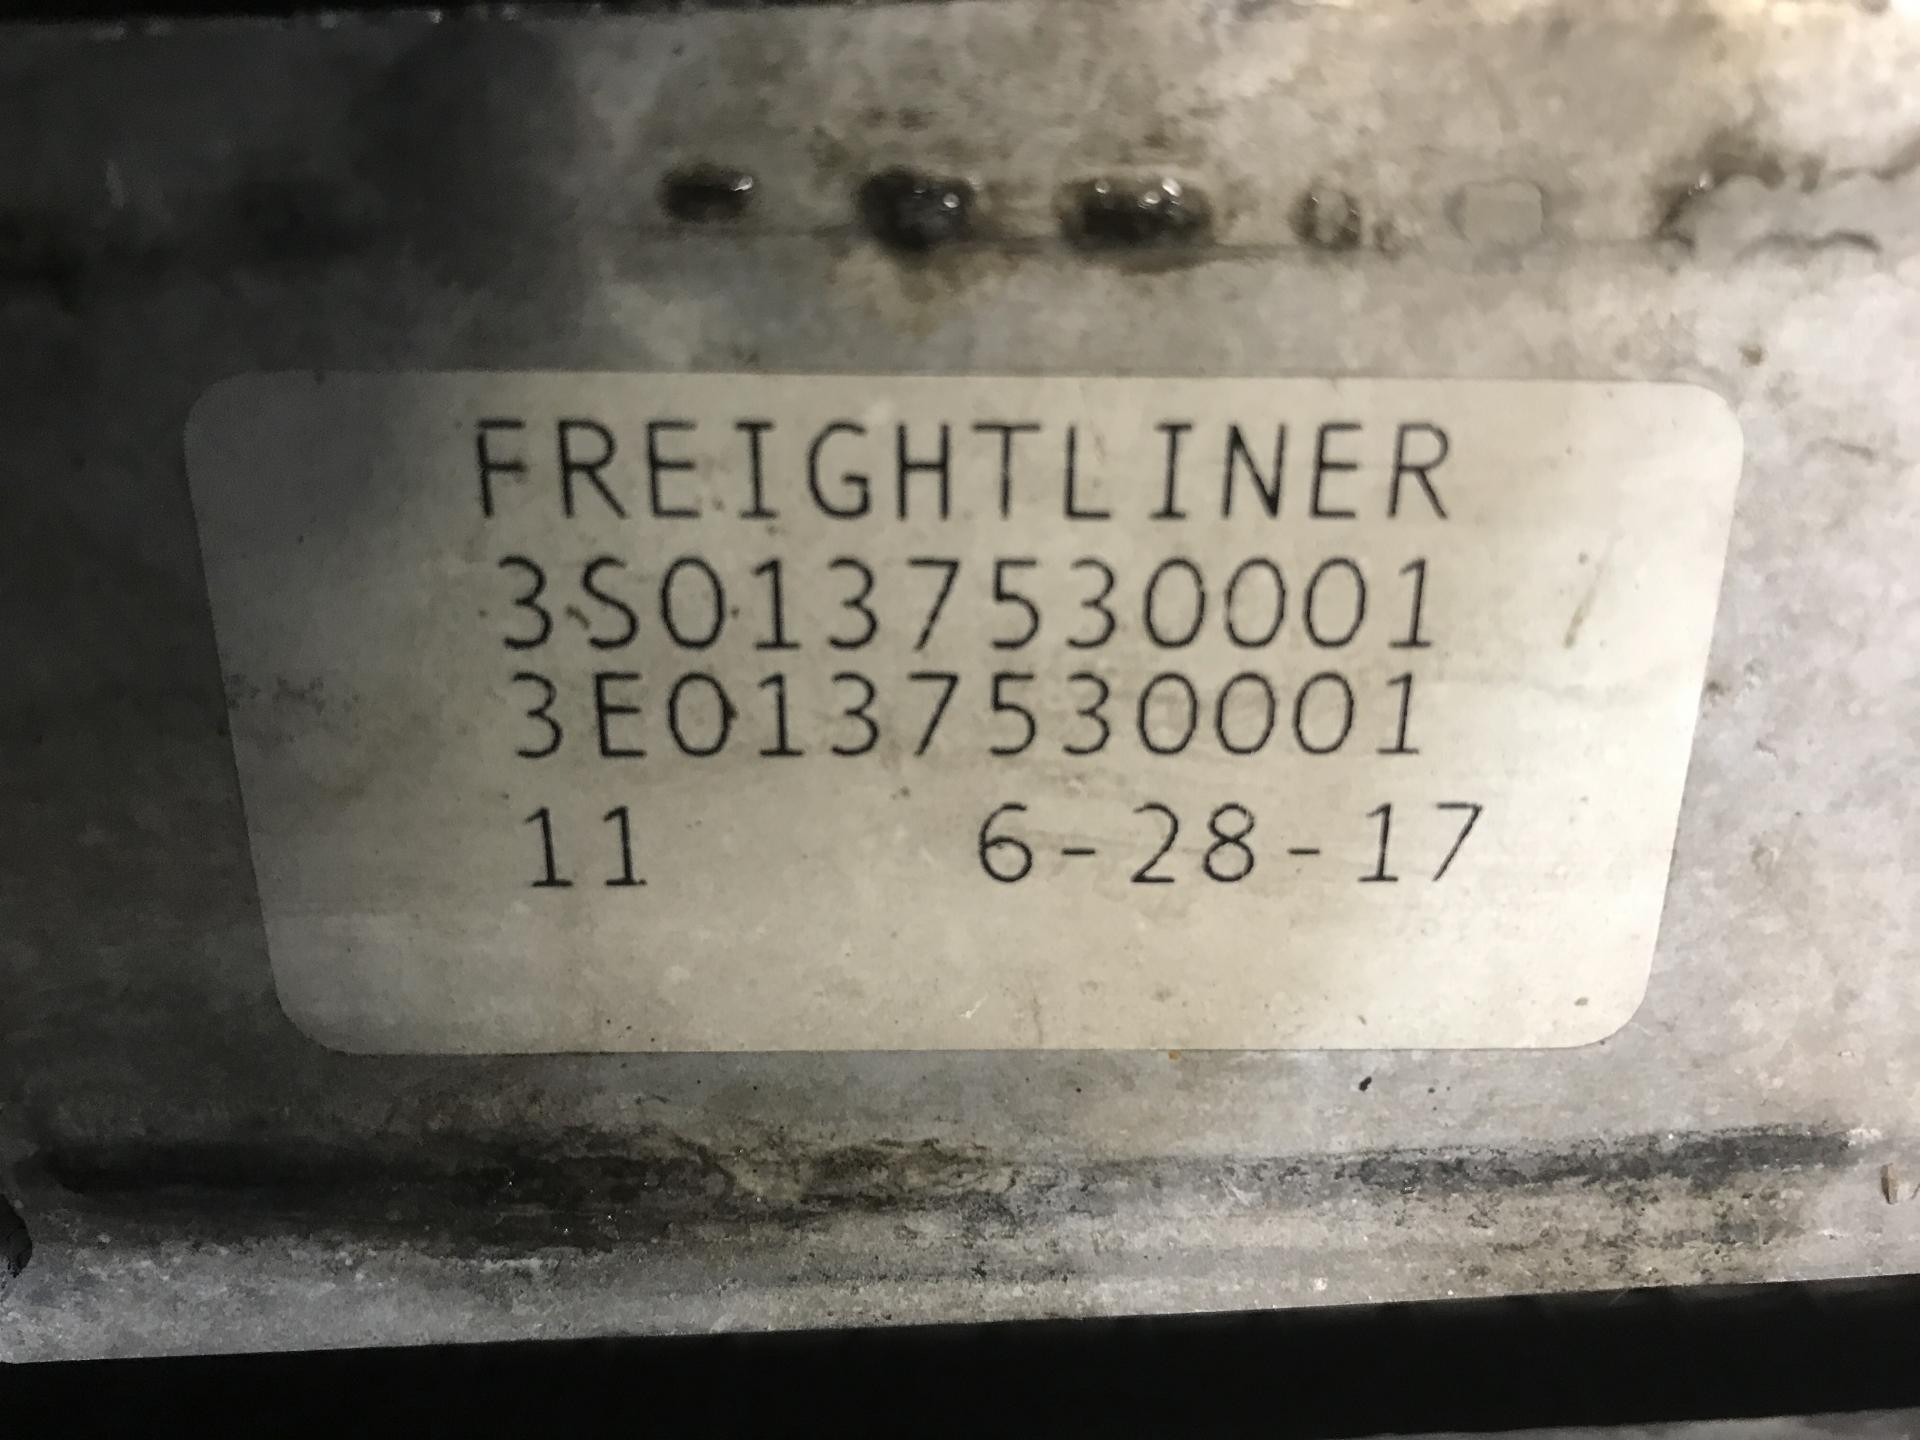 FREIGHTLINER
3S0137530001
3E0137530001
11 6-28-17